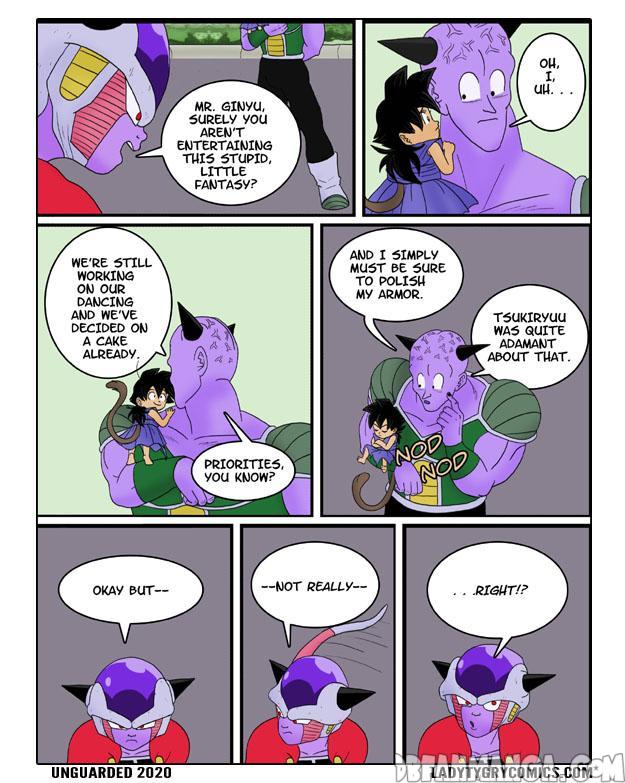 MR. GINYU,
SURELY YOU
AREN'T
ENTERTAINING
THIS STUPID,
LITTLE
FANTASY?
OH,
I,
UH. . .
WE'RE STILL
WORKING
ON OUR
DANCING
AND WE'VE
DECIDED ON
A CAKE
ALREADY.
PRIORITIES,
YOU KNOW?
AND I SIMPLY
MUST BE SURE
TO POLISH
MY ARMOR.
TSUKIRYUU
WAS QUITE
ADAMANT
ABOUT THAT.
NOD
NOD
OKAY BUT--
--NOT REALLY--
. . .RIGHT!?
UNGUARDED 2020
LADYTYGRYCOMICS.COM